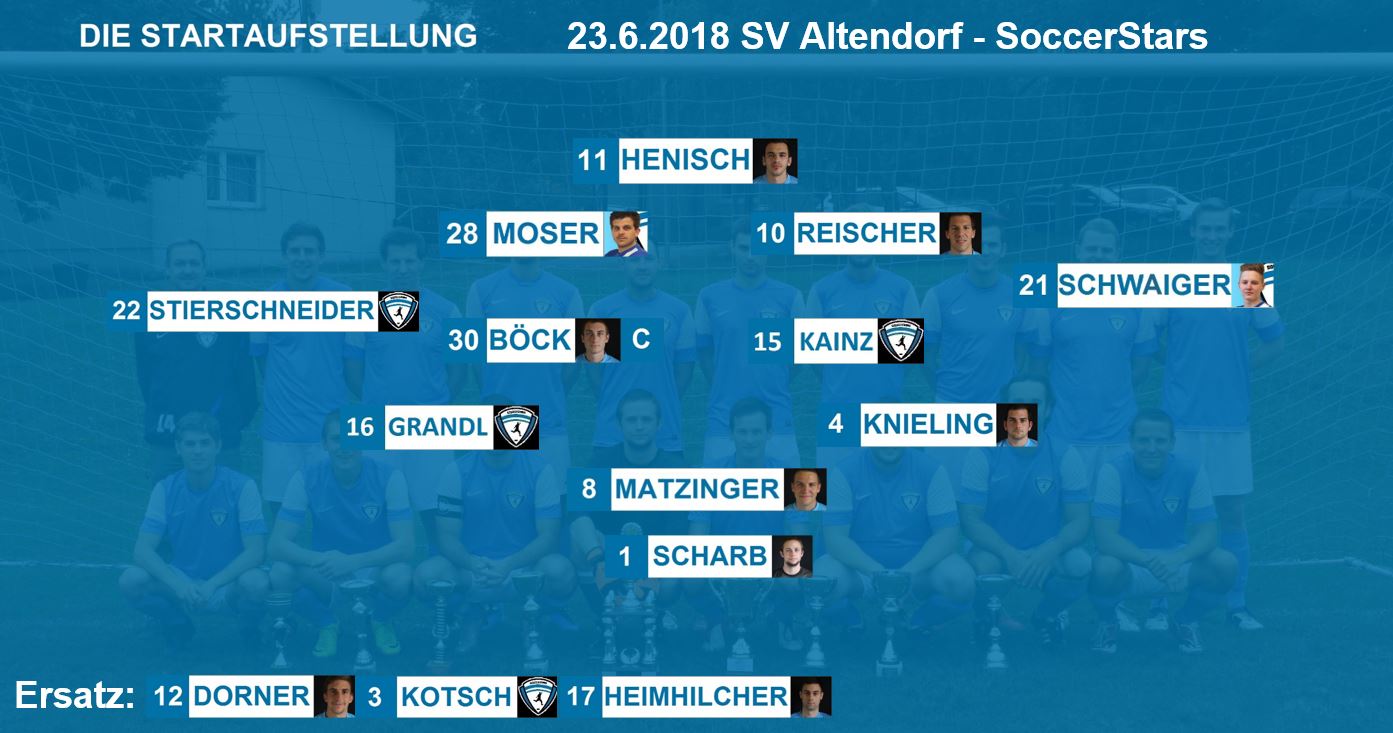 DIE STARTAUFSTELLUNG 23.6.2018 SV Altendorf - SoccerStars
11 HENISCH
28 MOSER 10 REISCHER
21 SCHWAIGER
22 STIERSCHNEIDER
30 BÖCK C 15 KAINZ
16 GRANDL 4 KNIELING
8 MATZINGER
1 SCHARB
Ersatz: 12 DORNER 3 KOTSCH 17 HEIMHILCHER